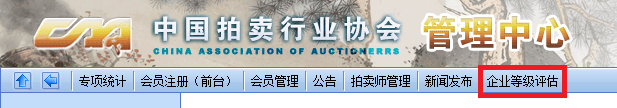 CAA 中国拍卖行业协会 管理中心
CHINA ASSOCIATION OF AUCTIONERRS
专项统计 会员注册（前台） 会员管理 公告 拍卖师管理 新闻发布 企业等级评估